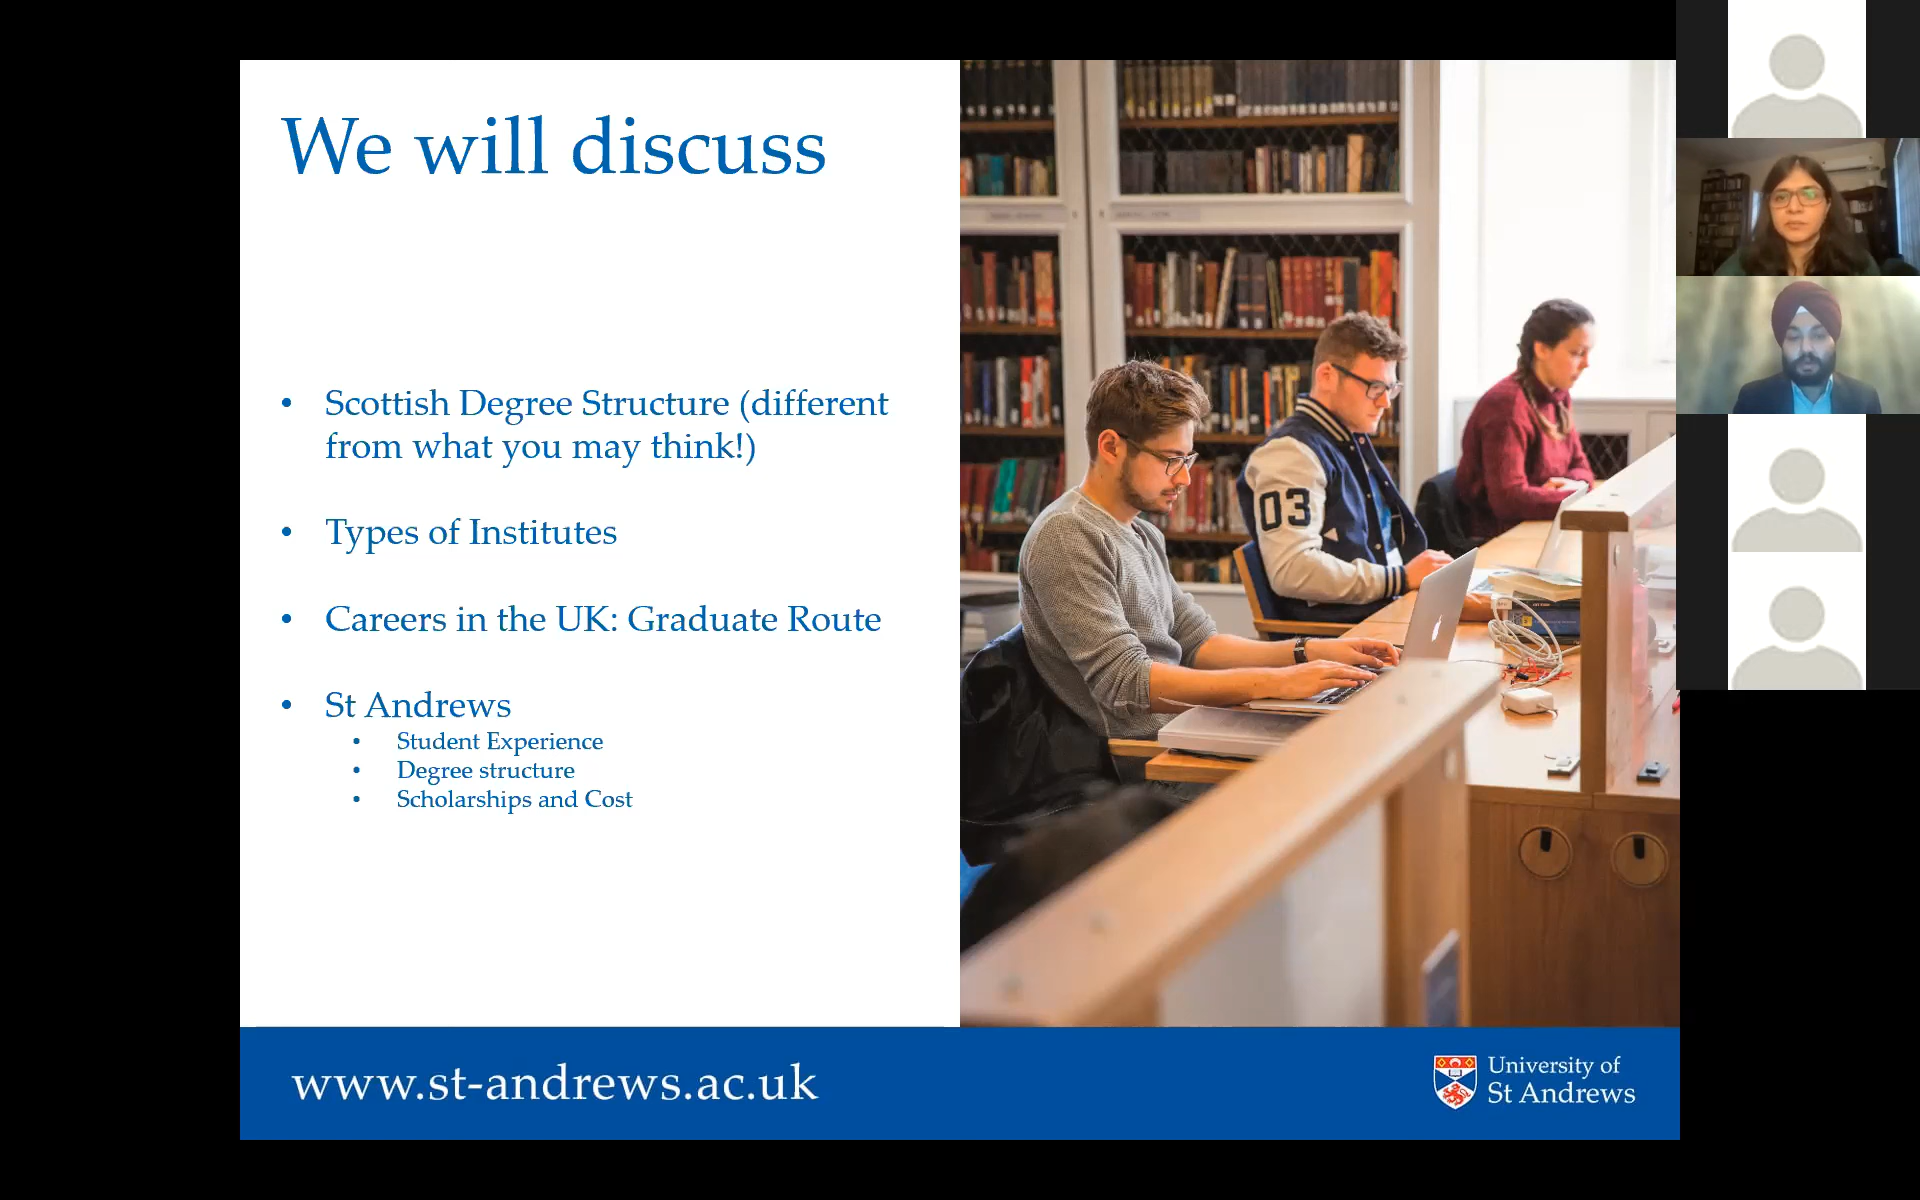 We will discuss
• Scottish Degree Structure (different
from what you may think!)
• Types of Institutes
• Careers in the UK: Graduate Route
• St Andrews
• Student Experience
• Degree structure
• Scholarships and Cost
03
www.st-andrews.ac.uk
University of
St Andrews